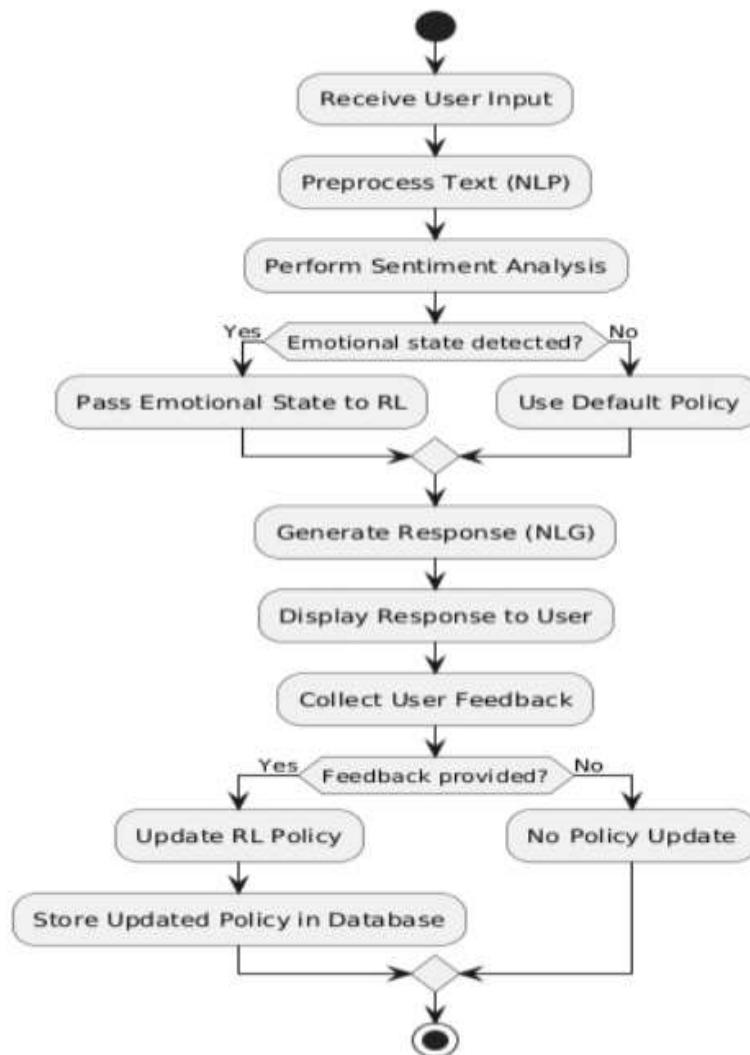 Receive User Input
Preprocess Text (NLP)
Perform Sentiment Analysis
Yes
Emotional state detected?
No
Pass Emotional State to RL
Use Default Policy
Generate Response (NLG)
Display Response to User
Collect User Feedback
Yes
Feedback provided?
No
Update RL Policy
No Policy Update
Store Updated Policy in Database